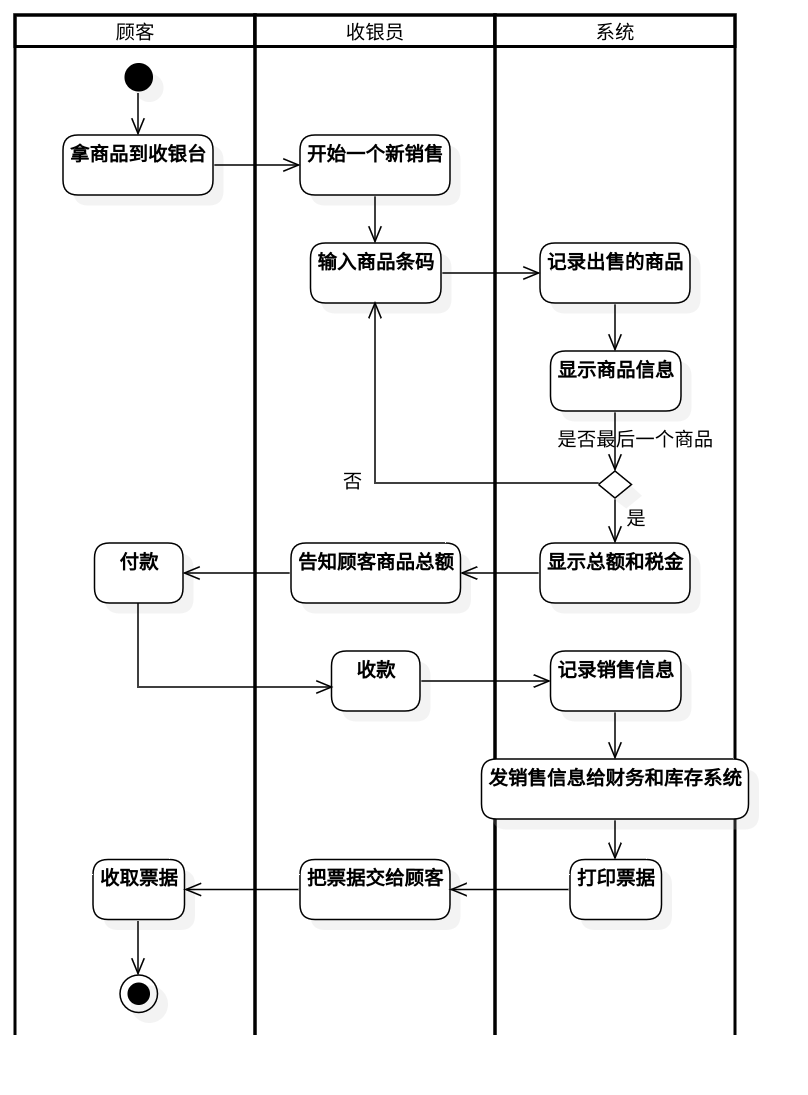 顾客
收银员
系统
拿商品到收银台
开始一个新销售
输入商品条码
记录出售的商品
显示商品信息
是否最后一个商品
否
是
付款
告知顾客商品总额
显示总额和税金
收款
记录销售信息
发销售信息给财务和库存系统
收取票据
把票据交给顾客
打印票据